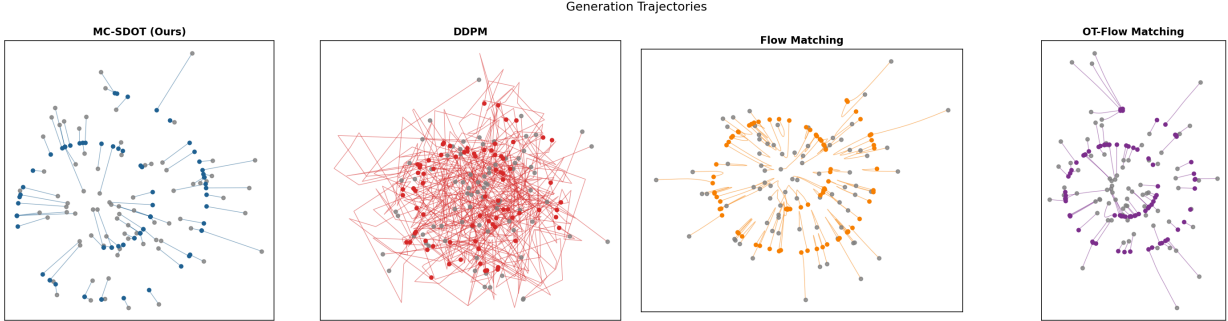 Generation Trajectories
MC-SDOT (Ours)
DDPM
Flow Matching
OT-Flow Matching